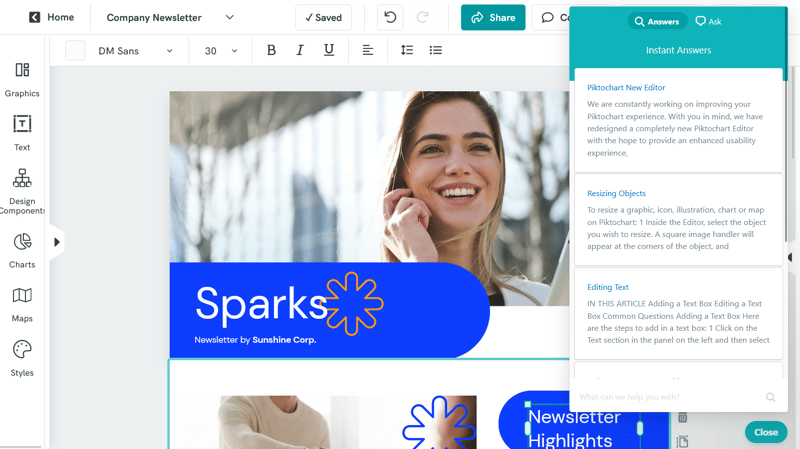 Home
Company Newsletter
✓ Saved
Share
Answers
Ask
Instant Answers
DM Sans
30
B
I
U
Graphics
Text
Design
Components
Charts
Maps
Styles
Sparks
Newsletter by Sunshine Corp.
Newsletter
Highlights
Piktochart New Editor
We are constantly working on improving your
Piktochart experience. With you in mind, we have
redesigned a completely new Piktochart Editor
with the hope to provide an enhanced usability
experience,
Resizing Objects
To resize a graphic, icon, illustration, chart or map
on Piktochart: 1 Inside the Editor, select the object
you wish to resize. A square image handler will
appear at the corners of the object, and
Editing Text
IN THIS ARTICLE Adding a Text Box Editing a Text
Box Common Questions Adding a Text Box Here
are the steps to add in a text box: 1 Click on the
Text section in the panel on the left and then select
What can we help you with?
Close